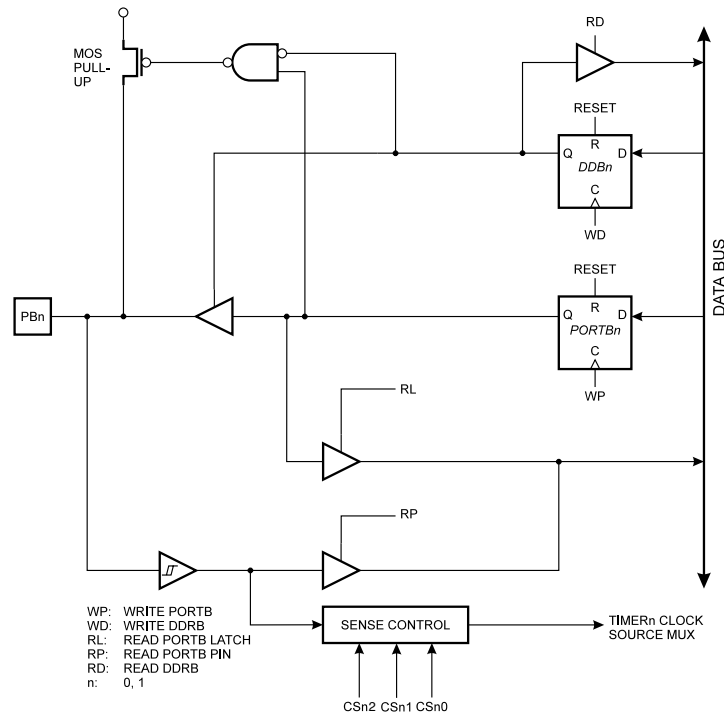 MOS
PULL-
UP
RD
RESET
R
Q
D
DDBn
C
WD
DATA BUS
RESET
R
PBn
Q
D
PORTBn
C
WP
RL
RP
WP: WRITE PORTB
WD: WRITE DDRB
RL: READ PORTB LATCH
RP: READ PORTB PIN
RD: READ DDRB
n: 0, 1
SENSE CONTROL
TIMERn CLOCK
SOURCE MUX
CSn2 CSn1 CSn0